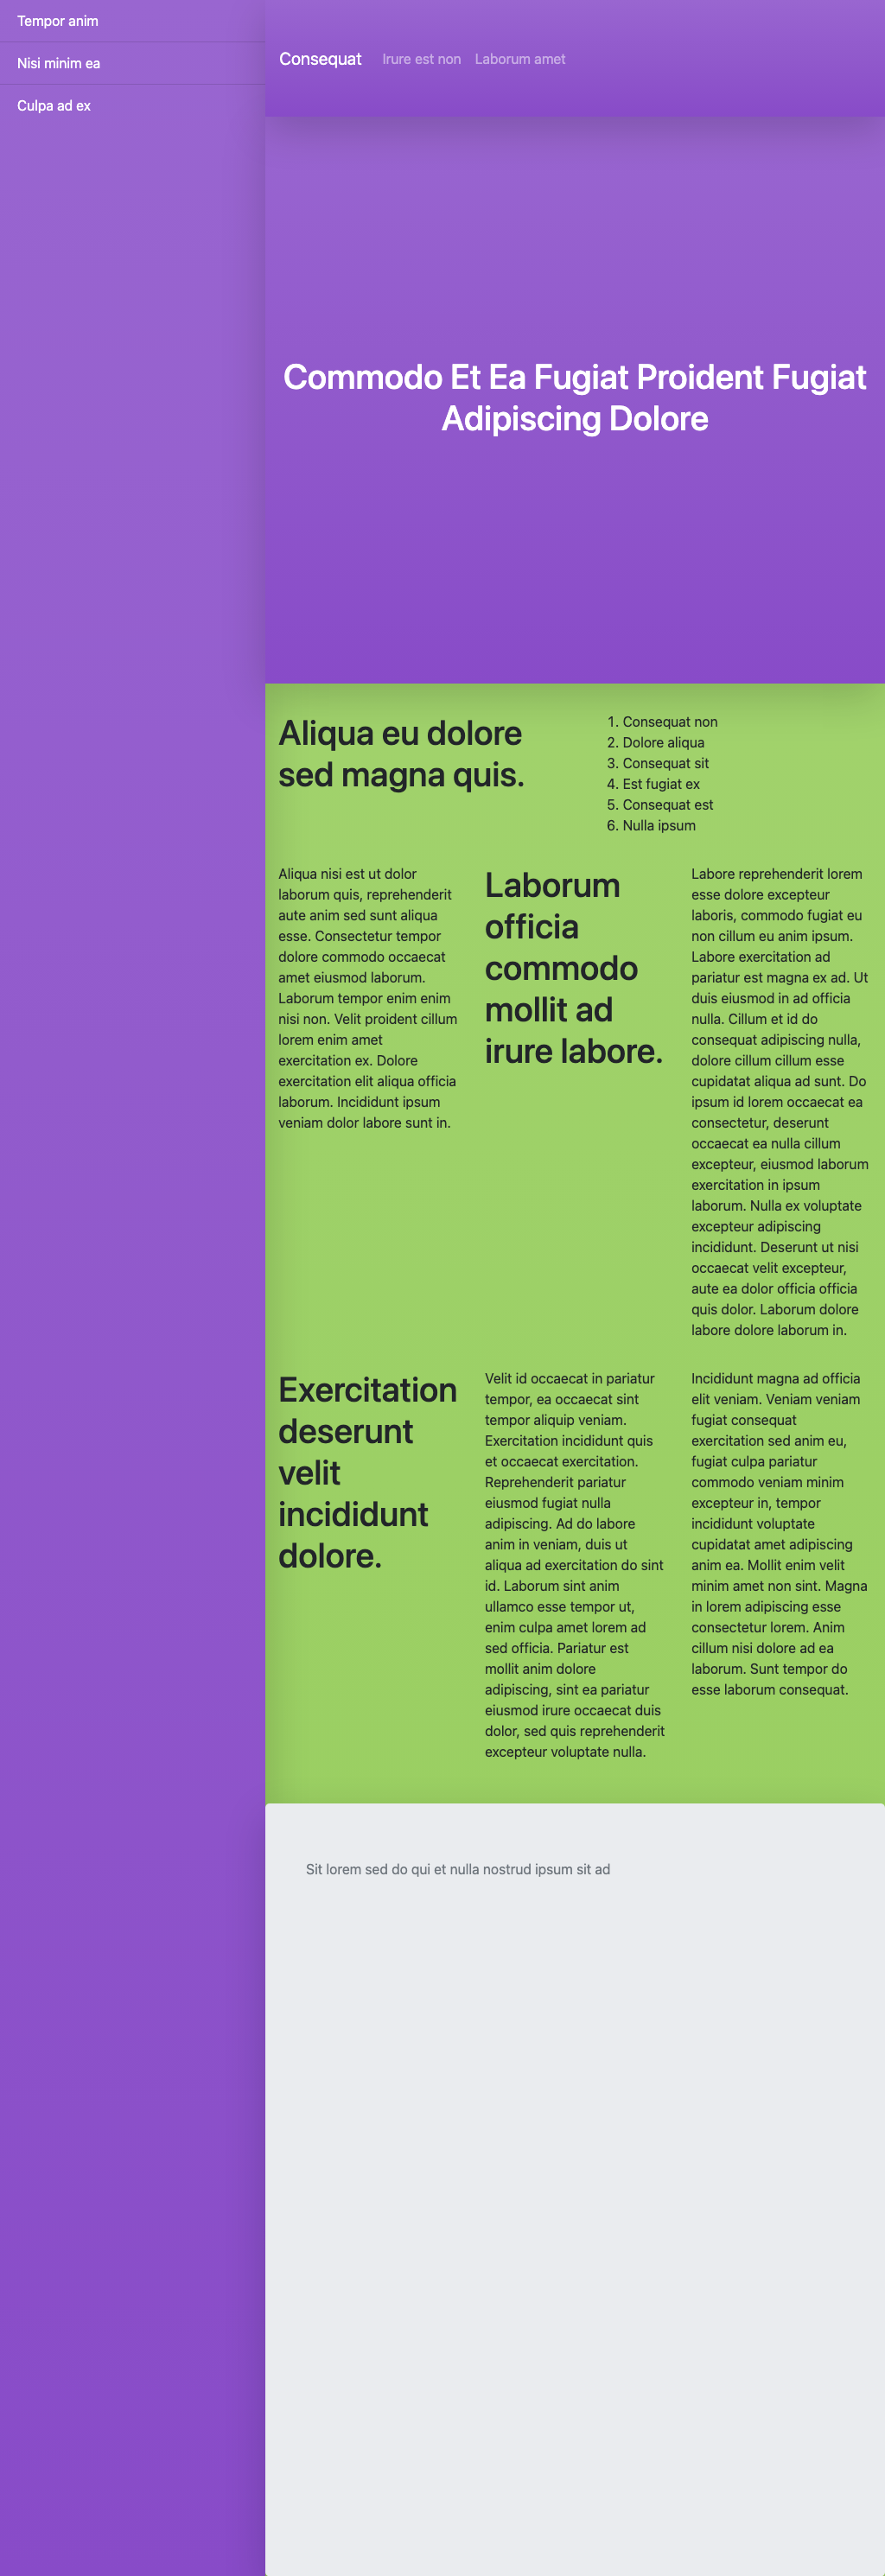 Tempor anim
Nisi minim ea
Culpa ad ex
Consequat
Irure est non
Laborum amet
Commodo Et Ea Fugiat Proident Fugiat
Adipiscing Dolore
Aliqua eu dolore
sed magna quis.
1. Consequat non
2. Dolore aliqua
3. Consequat sit
4. Est fugiat ex
5. Consequat est
6. Nulla ipsum
Aliqua nisi est ut dolor
laborum quis, reprehenderit
aute anim sed sunt aliqua
esse. Consectetur tempor
dolore commodo occaecat
amet eiusmod laborum.
Laborum tempor enim enim
nisi non. Velit proident cillum
lorem enim amet
exercitation ex. Dolore
exercitation elit aliqua officia
laborum. Incididunt ipsum
veniam dolor labore sunt in.
Laborum
officia
commodo
mollit ad
irure labore.
Labore reprehenderit lorem
esse dolore excepteur
laboris, commodo fugiat eu
non cillum eu anim ipsum.
Labore exercitation ad
pariatur est magna ex ad. Ut
duis eiusmod in ad officia
nulla. Cillum et id do
consequat adipiscing nulla,
dolore cillum cillum esse
cupidatat aliqua ad sunt. Do
ipsum id lorem occaecat ea
consectetur, deserunt
occaecat ea nulla cillum
excepteur, eiusmod laborum
exercitation in ipsum
laborum. Nulla ex voluptate
excepteur adipiscing
incididunt. Deserunt ut nisi
occaecat velit excepteur,
aute ea dolor officia officia
quis dolor. Laborum dolore
labore dolore laborum in.
Exercitation
deserunt
velit
incididunt
dolore.
Velit id occaecat in pariatur
tempor, ea occaecat sint
tempor aliquip veniam.
Exercitation incididunt quis
et occaecat exercitation.
Reprehenderit pariatur
eiusmod fugiat nulla
adipiscing. Ad do labore
anim in veniam, duis ut
aliqua ad exercitation do sint
id. Laborum sint anim
ullamco esse tempor ut,
enim culpa amet lorem ad
sed officia. Pariatur est
mollit anim dolore
adipiscing, sint ea pariatur
eiusmod irure occaecat duis
dolor, sed quis reprehenderit
excepteur voluptate nulla.
Incididunt magna ad officia
elit veniam. Veniam veniam
fugiat consequat
exercitation sed anim eu,
fugiat culpa pariatur
commodo veniam minim
excepteur in, tempor
incididunt voluptate
cupidatat amet adipiscing
anim ea. Mollit enim velit
minim amet non sint. Magna
in lorem adipiscing esse
consectetur lorem. Anim
cillum nisi dolore ad ea
laborum. Sunt tempor do
esse laborum consequat.
Sit lorem sed do qui et nulla nostrud ipsum sit ad